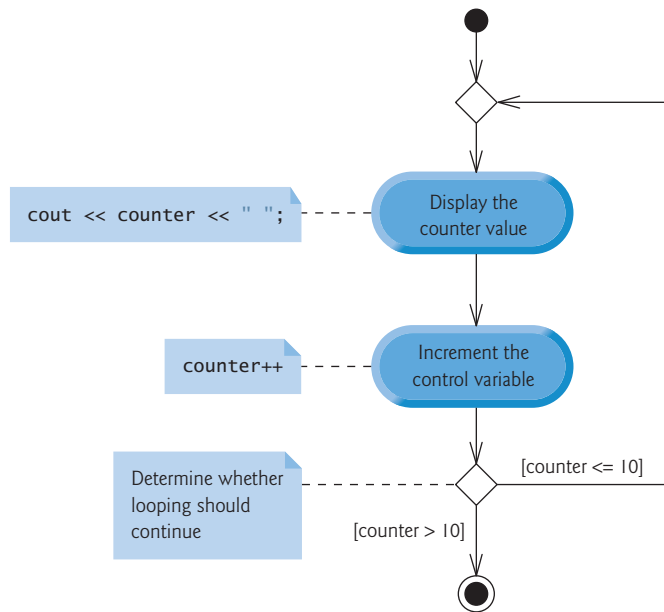 cout << counter << " ";
Display the
counter value
counter++
Increment the
control variable
Determine whether
looping should
continue
[counter <= 10]
[counter > 10]